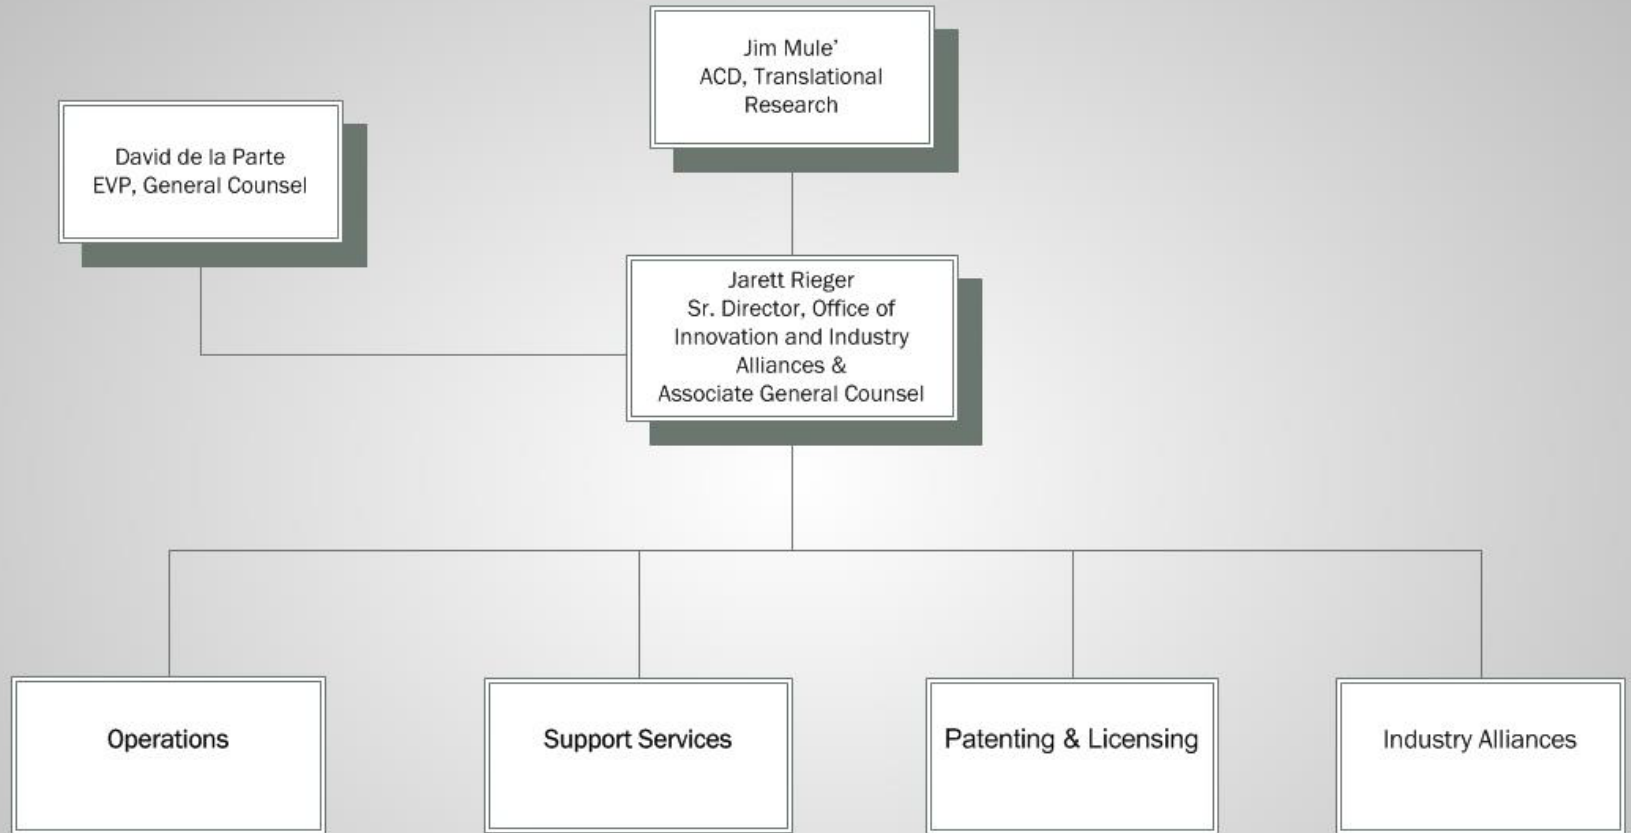 Jim Mule’
ACD, Translational
Research
David de la Parte
EVP, General Counsel
Jarett Rieger
Sr. Director, Office of
Innovation and Industry
Alliances &
Associate General Counsel
Operations
Support Services
Patenting & Licensing
Industry Alliances